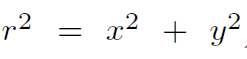 r² = x² + y²,